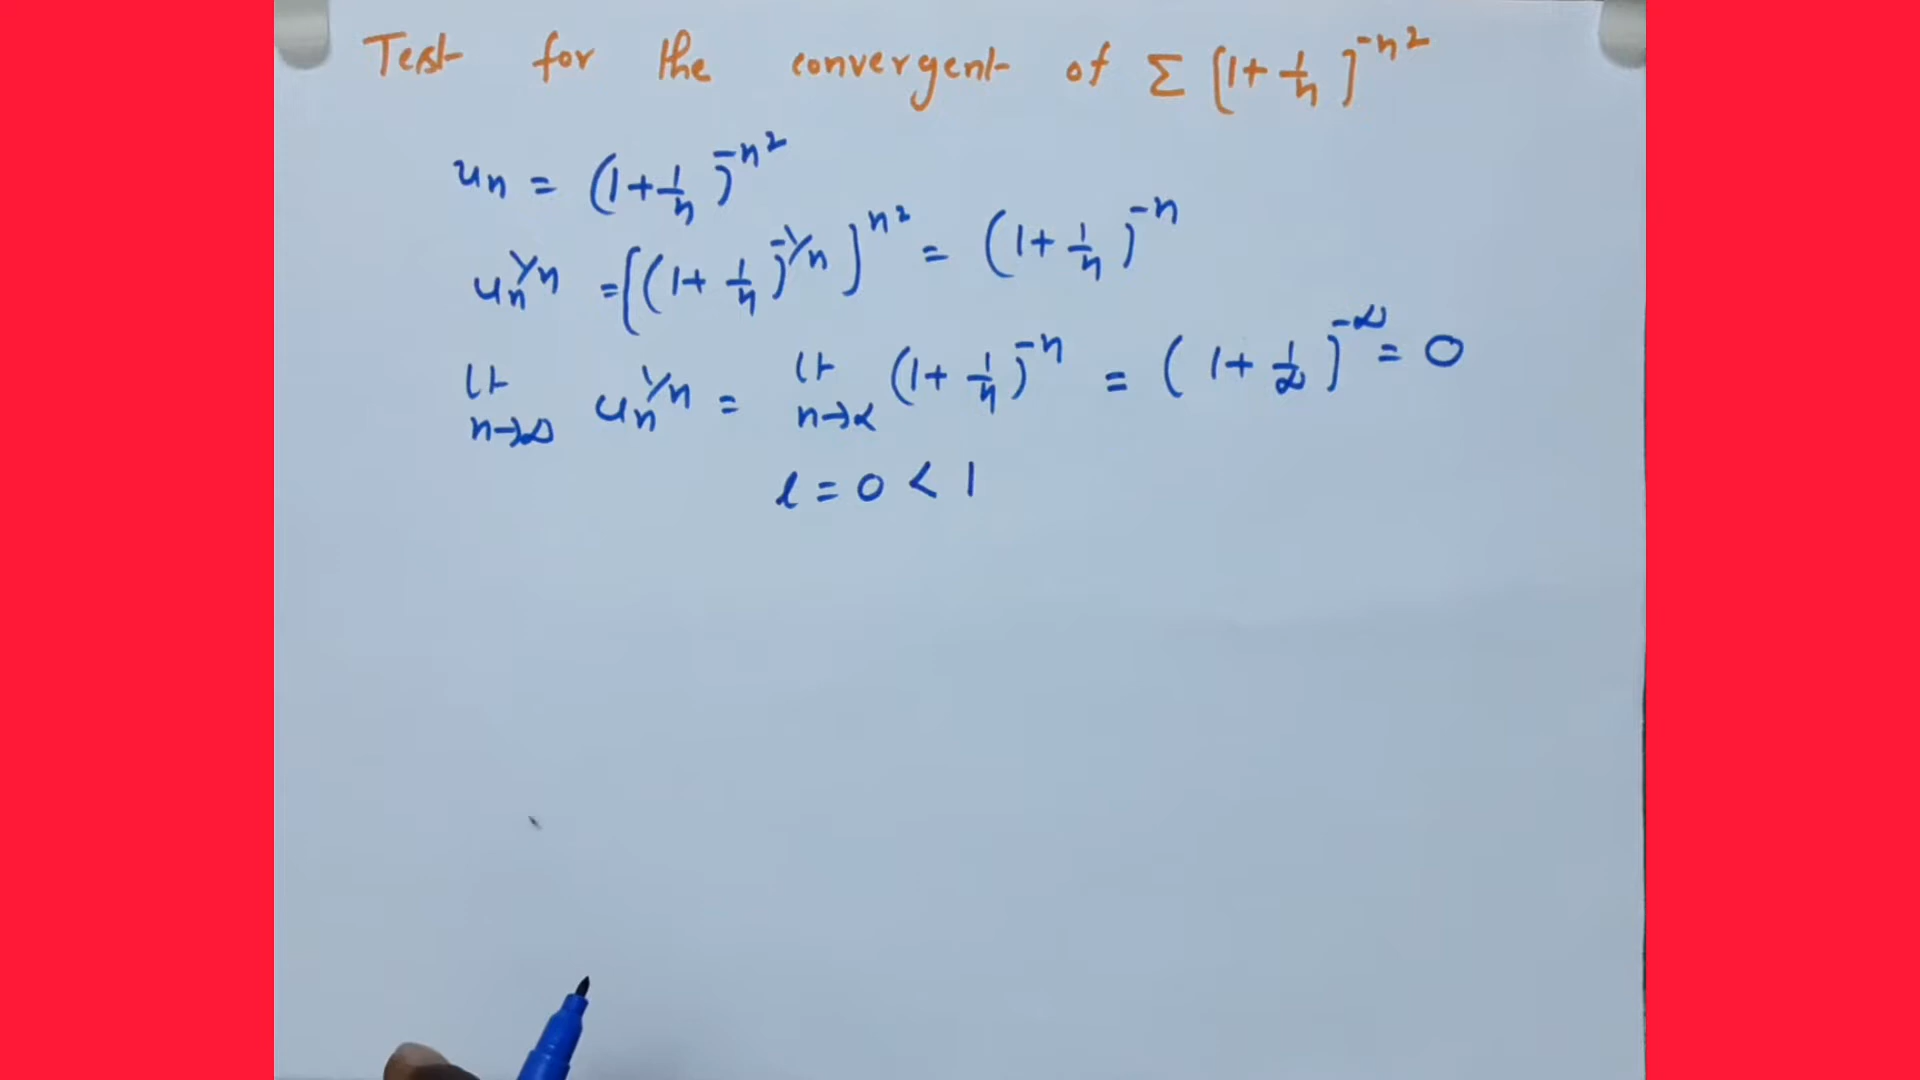 Test for the convergent of Σ [1+1/n]^-n²
un = (1+1/n)^-n²
un^1/n = [(1+1/n)^-1/n]^n² = (1+1/n)^-n
lt n→∞ un^1/n = lt n→∝ (1+1/n)^-n = (1+1/∞)^-∞ = 0
l = 0 < 1